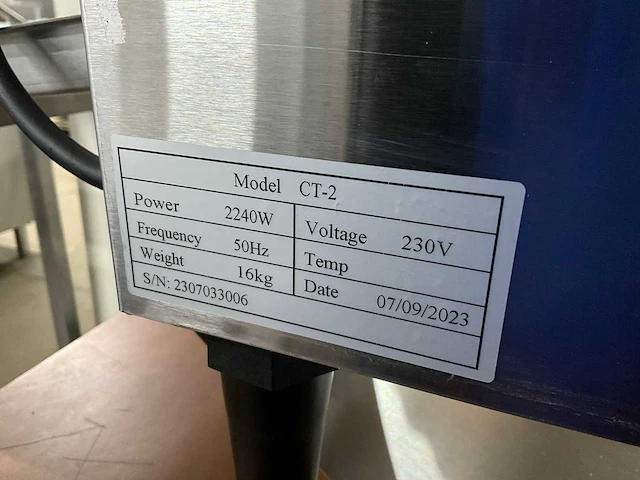 Model CT-2
Power 2240W Voltage 230V
Frequency 50Hz Temp
Weight 16kg Date 07/09/2023
S/N: 2307033006